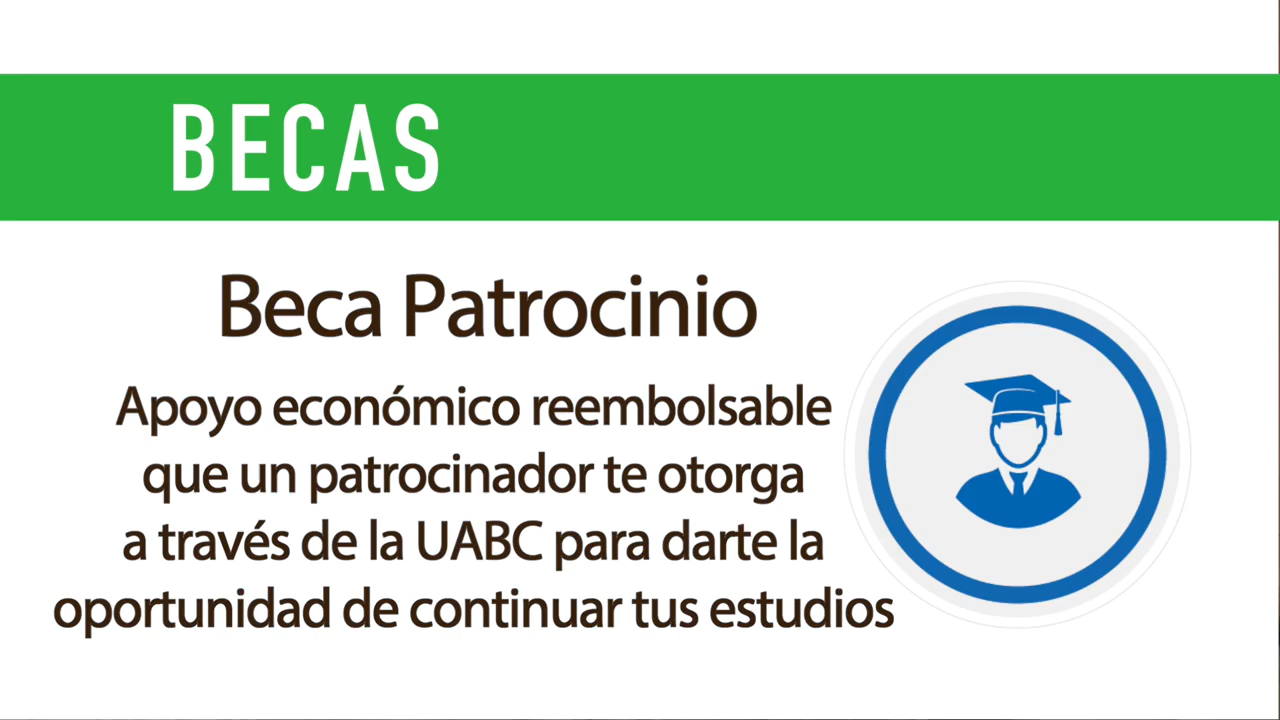 BECAS
Beca Patrocinio
Apoyo económico reembolsable
que un patrocinador te otorga
a través de la UABC para darte la
oportunidad de continuar tus estudios